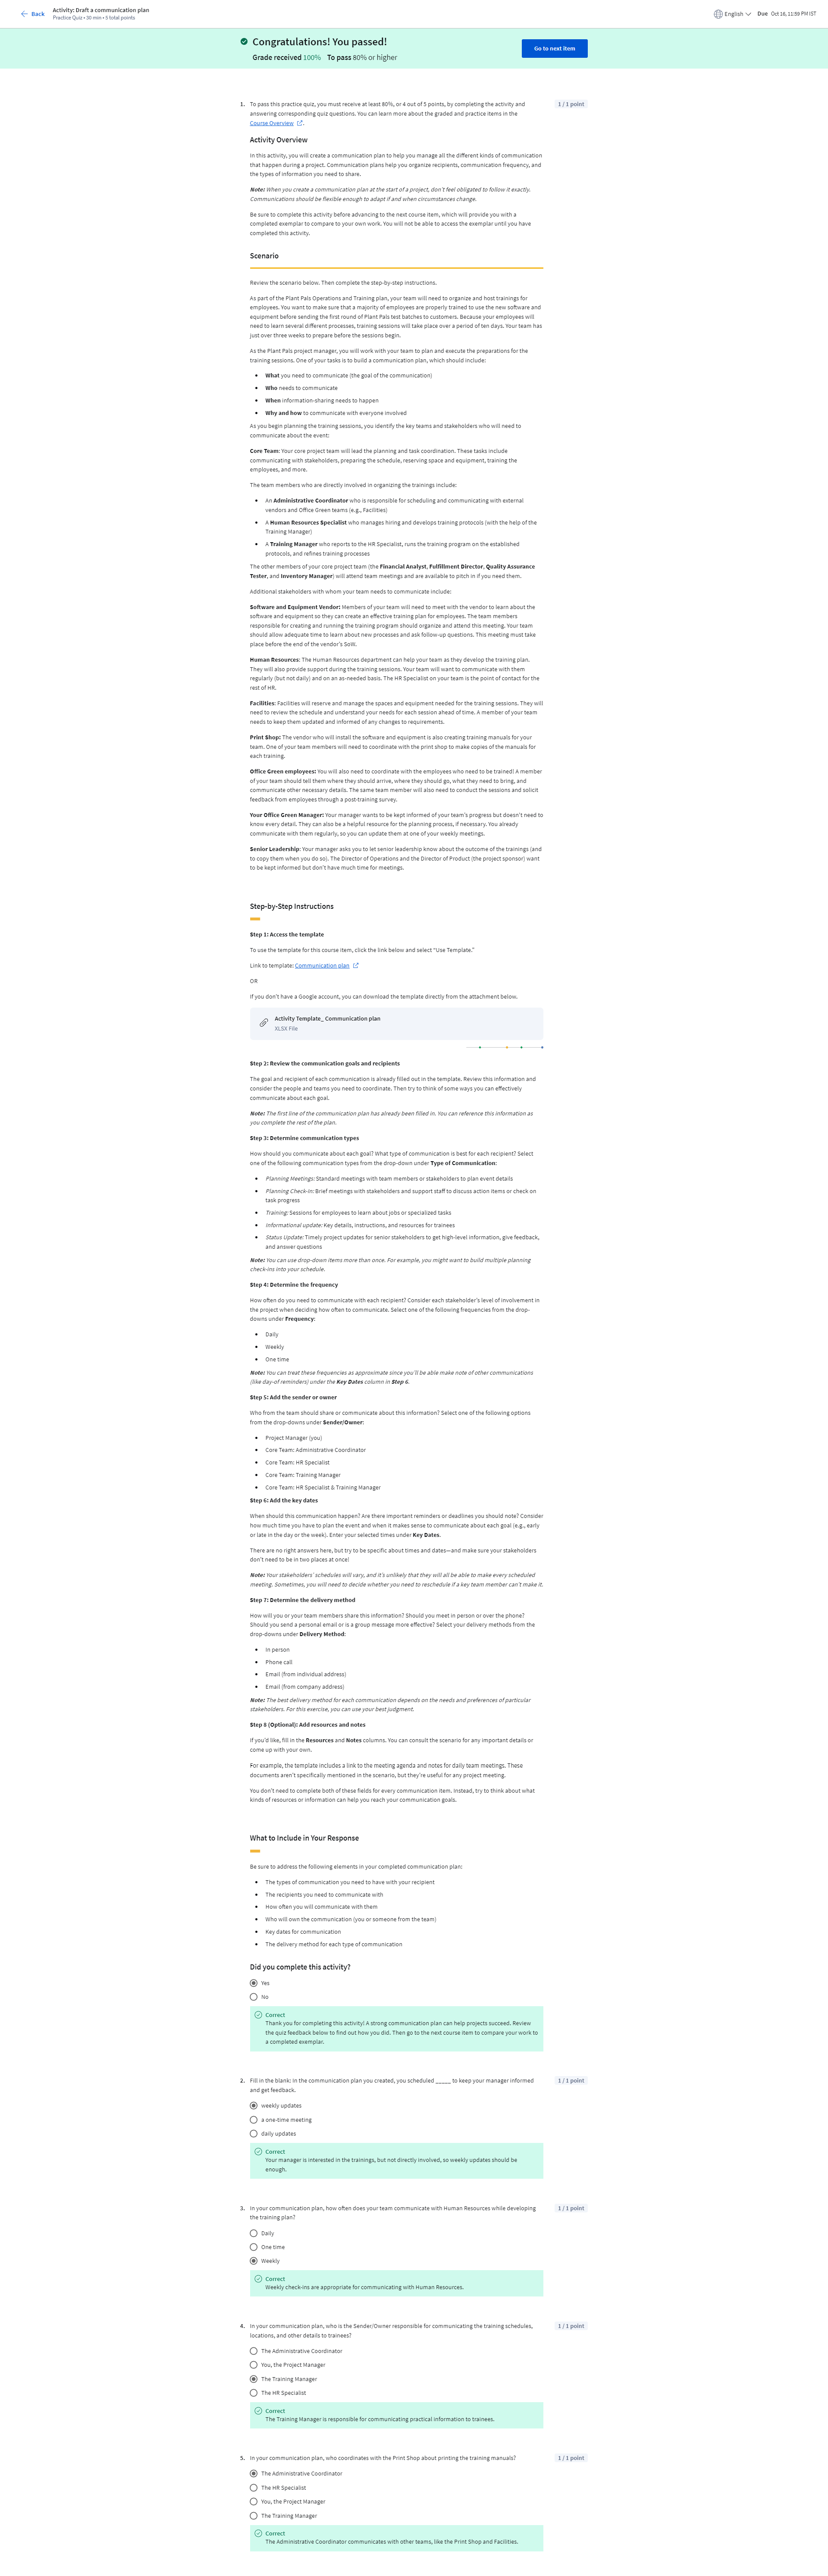 Back
Activity: Draft a communication plan
Practice Quiz • 30 min • 5 total points
English
Due Oct 16, 11:59 PM IST
Congratulations! You passed!
Grade received 100% To pass 80% or higher
Go to next item
1. To pass this practice quiz, you must receive at least 80%, or 4 out of 5 points, by completing the activity and
1 / 1 point
answering corresponding quiz questions. You can learn more about the graded and practice items in the
Course Overview.
Activity Overview
In this activity, you will create a communication plan to help you manage all the different kinds of communication
that happen during a project. Communication plans help you organize recipients, communication frequency, and
the types of information you need to share.
Note: When you create a communication plan at the start of a project, don't feel obligated to follow it exactly.
Communications should be flexible enough to adapt if and when circumstances change.
Be sure to complete this activity before advancing to the next course item, which will provide you with a
completed exemplar to compare to your own work. You will not be able to access the exemplar until you have
completed this activity.
Scenario
Review the scenario below. Then complete the step-by-step instructions.
As part of the Plant Pals Operations and Training plan, your team will need to organize and host trainings for
employees. You want to make sure that a majority of employees are properly trained to use the new software and
equipment before sending the first round of Plant Pals test batches to customers. Because your employees will
need to learn several different processes, training sessions will take place over a period of ten days. Your team has
just over three weeks to prepare before the sessions begin.
As the Plant Pals project manager, you will work with your team to plan and execute the preparations for the
training sessions. One of your tasks is to build a communication plan, which should include:
• What you need to communicate (the goal of the communication)
• Who needs to communicate
• When information-sharing needs to happen
• Why and how to communicate with everyone involved
As you begin planning the training sessions, you identify the key teams and stakeholders who will need to
communicate about the event:
Core Team: Your core project team will lead the planning and task coordination. These tasks include
communicating with stakeholders, preparing the schedule, reserving space and equipment, training the
employees, and more.
The team members who are directly involved in organizing the trainings include:
• An Administrative Coordinator who is responsible for scheduling and communicating with external
vendors and Office Green teams (e.g., Facilities)
• A Human Resources Specialist who manages hiring and develops training protocols (with the help of the
Training Manager)
• A Training Manager who reports to the HR Specialist, runs the training program on the established
protocols, and refines training processes
The other members of your core project team (the Financial Analyst, Fulfillment Director, Quality Assurance
Tester, and Inventory Manager) will attend team meetings and are available to pitch in if you need them.
Additional stakeholders with whom your team needs to communicate include:
Software and Equipment Vendor: Members of your team will need to meet with the vendor to learn about the
software and equipment so they can create an effective training plan for employees. The team members
responsible for creating and running the training program should organize and attend this meeting. Your team
should allow adequate time to learn about new processes and ask follow-up questions. This meeting must take
place before the end of the vendor's SoW.
Human Resources: The Human Resources department can help your team as they develop the training plan.
They will also provide support during the training sessions. Your team will want to communicate with them
regularly (but not daily) and on an as-needed basis. The HR Specialist on your team is the point of contact for the
rest of HR.
Facilities: Facilities will reserve and manage the spaces and equipment needed for the training sessions. They will
need to review the schedule and understand your needs for each session ahead of time. A member of your team
needs to keep them updated and informed of any changes to requirements.
Print Shop: The vendor who will install the software and equipment is also creating training manuals for your
team. One of your team members will need to coordinate with the print shop to make copies of the manuals for
each training.
Office Green employees: You will also need to coordinate with the employees who need to be trained! A member
of your team should tell them where they should arrive, where they should go, what they need to bring, and
communicate other necessary details. The same team member will also need to conduct the sessions and solicit
feedback from employees through a post-training survey.
Your Office Green Manager: Your manager wants to be kept informed of your team's progress but doesn't need to
know every detail. They can also be a helpful resource for the planning process, if necessary. You already
communicate with them regularly, so you can update them at one of your weekly meetings.
Senior Leadership: Your manager asks you to let senior leadership know about the outcome of the trainings (and
to copy them when you do so). The Director of Operations and the Director of Product (the project sponsor) want
to be kept informed but don't have much time for meetings.
Step-by-Step Instructions
Step 1: Access the template
To use the template for this course item, click the link below and select "Use Template."
Link to template: Communication plan
OR
If you don't have a Google account, you can download the template directly from the attachment below.
Activity Template_ Communication plan
XLSX File
Step 2: Review the communication goals and recipients
The goal and recipient of each communication is already filled out in the template. Review this information and
consider the people and teams you need to coordinate. Then try to think of some ways you can effectively
communicate about each goal.
Note: The first line of the communication plan has already been filled in. You can reference this information as
you complete the rest of the plan.
Step 3: Determine communication types
How should you communicate about each goal? What type of communication is best for each recipient? Select
one of the following communication types from the drop-down under Type of Communication:
• Planning Meetings: Standard meetings with team members or stakeholders to plan event details
• Planning Check-in: Brief meetings with stakeholders and support staff to discuss action items or check on
task progress
• Training: Sessions for employees to learn about jobs or specialized tasks
• Informational update: Key details, instructions, and resources for trainees
• Status Update: Timely project updates for senior stakeholders to get high-level information, give feedback,
and answer questions
Note: You can use drop-down items more than once. For example, you might want to build multiple planning
check-ins into your schedule.
Step 4: Determine the frequency
How often do you need to communicate with each recipient? Consider each stakeholder's level of involvement in
the project when deciding how often to communicate. Select one of the following frequencies from the drop-
downs under Frequency:
• Daily
• Weekly
• One time
Note: You can treat these frequencies as approximate since you'll be able make note of other communications
(like day-of reminders) under the Key Dates column in Step 6.
Step 5: Add the sender or owner
Who from the team should share or communicate about this information? Select one of the following options
from the drop-downs under Sender/Owner:
• Project Manager (you)
• Core Team: Administrative Coordinator
• Core Team: HR Specialist
• Core Team: Training Manager
• Core Team: HR Specialist & Training Manager
Step 6: Add the key dates
When should this communication happen? Are there important reminders or deadlines you should note? Consider
how much time you have to plan the event and when it makes sense to communicate about each goal (e.g., early
or late in the day or the week). Enter your selected times under Key Dates.
There are no right answers here, but try to be specific about times and dates—and make sure your stakeholders
don't need to be in two places at once!
Note: Your stakeholders' schedules will vary, and it's unlikely that they will all be able to make every scheduled
meeting. Sometimes, you will need to decide whether you need to reschedule if a key team member can't make it.
Step 7: Determine the delivery method
How will you or your team members share this information? Should you meet in person or over the phone?
Should you send a personal email or is a group message more effective? Select your delivery methods from the
drop-downs under Delivery Method:
• In person
• Phone call
• Email (from individual address)
• Email (from company address)
Note: The best delivery method for each communication depends on the needs and preferences of particular
stakeholders. For this exercise, you can use your best judgment.
Step 8 (Optional): Add resources and notes
If you'd like, fill in the Resources and Notes columns. You can consult the scenario for any important details or
come up with your own.
For example, the template includes a link to the meeting agenda and notes for daily team meetings. These
documents aren't specifically mentioned in the scenario, but they're useful for any project meeting.
You don't need to complete both of these fields for every communication item. Instead, try to think about what
kinds of resources or information can help you reach your communication goals.
What to Include in Your Response
Be sure to address the following elements in your completed communication plan:
• The types of communication you need to have with your recipient
• The recipients you need to communicate with
• How often you will communicate with them
• Who will own the communication (you or someone from the team)
• Key dates for communication
• The delivery method for each type of communication
Did you complete this activity?
Yes
No
Correct
Thank you for completing this activity! A strong communication plan can help projects succeed. Review
the quiz feedback below to find out how you did. Then go to the next course item to compare your work to
a completed exemplar.
2. Fill in the blank: In the communication plan you created, you scheduled _____ to keep your manager informed
1 / 1 point
and get feedback.
weekly updates
a one-time meeting
daily updates
Correct
Your manager is interested in the trainings, but not directly involved, so weekly updates should be
enough.
3. In your communication plan, how often does your team communicate with Human Resources while developing
1 / 1 point
the training plan?
Daily
One time
Weekly
Correct
Weekly check-ins are appropriate for communicating with Human Resources.
4. In your communication plan, who is the Sender/Owner responsible for communicating the training schedules,
1 / 1 point
locations, and other details to trainees?
The Administrative Coordinator
You, the Project Manager
The Training Manager
The HR Specialist
Correct
The Training Manager is responsible for communicating practical information to trainees.
5. In your communication plan, who coordinates with the Print Shop about printing the training manuals?
1 / 1 point
The Administrative Coordinator
The HR Specialist
You, the Project Manager
The Training Manager
Correct
The Administrative Coordinator communicates with other teams, like the Print Shop and Facilities.